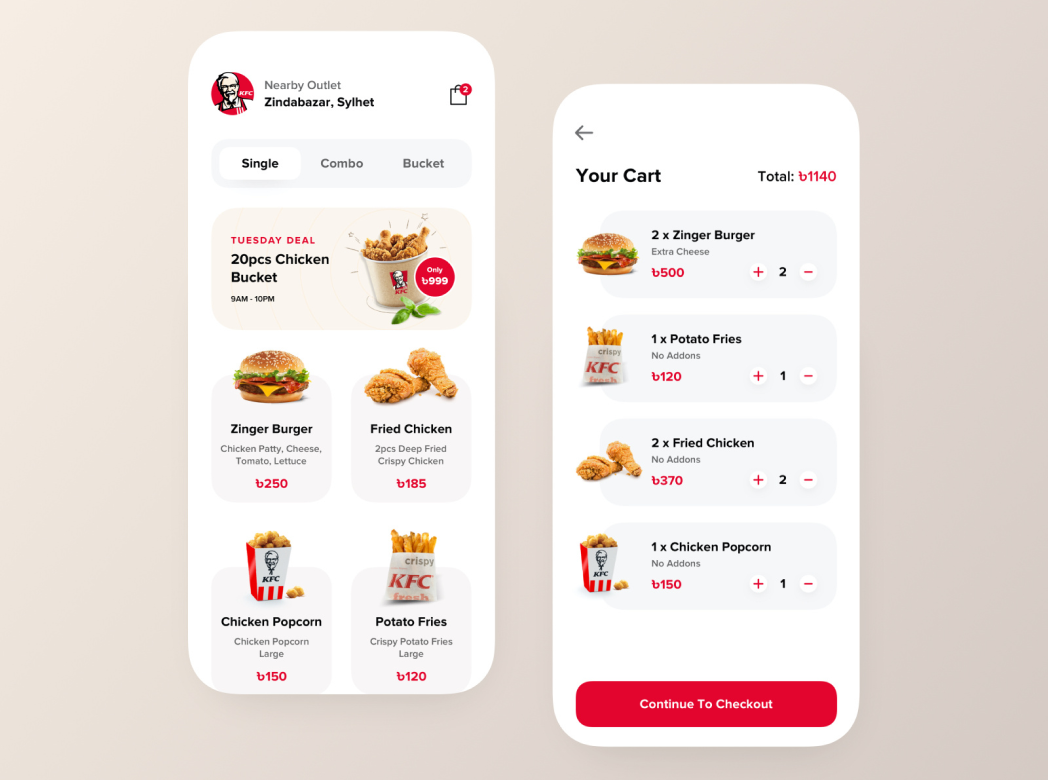 KFC
Nearby Outlet
Zindabazar, Sylhet
2
Single
Combo
Bucket
TUESDAY DEAL
20pcs Chicken
Bucket
9AM - 10PM
KFC
Only
৳999
Zinger Burger
Chicken Patty, Cheese,
Tomato, Lettuce
৳250
Fried Chicken
2pcs Deep Fried
Crispy Chicken
৳185
KFC
Chicken Popcorn
Chicken Popcorn
Large
৳150
crispy
KFC
fresh
Potato Fries
Crispy Potato Fries
Large
৳120
Your Cart
Total: ৳1140
2 x Zinger Burger
Extra Cheese
৳500
+ 2 −
crispy
KFC
fresh
1 x Potato Fries
No Addons
৳120
+ 1 −
2 x Fried Chicken
No Addons
৳370
+ 2 −
KFC
1 x Chicken Popcorn
No Addons
৳150
+ 1 −
Continue To Checkout